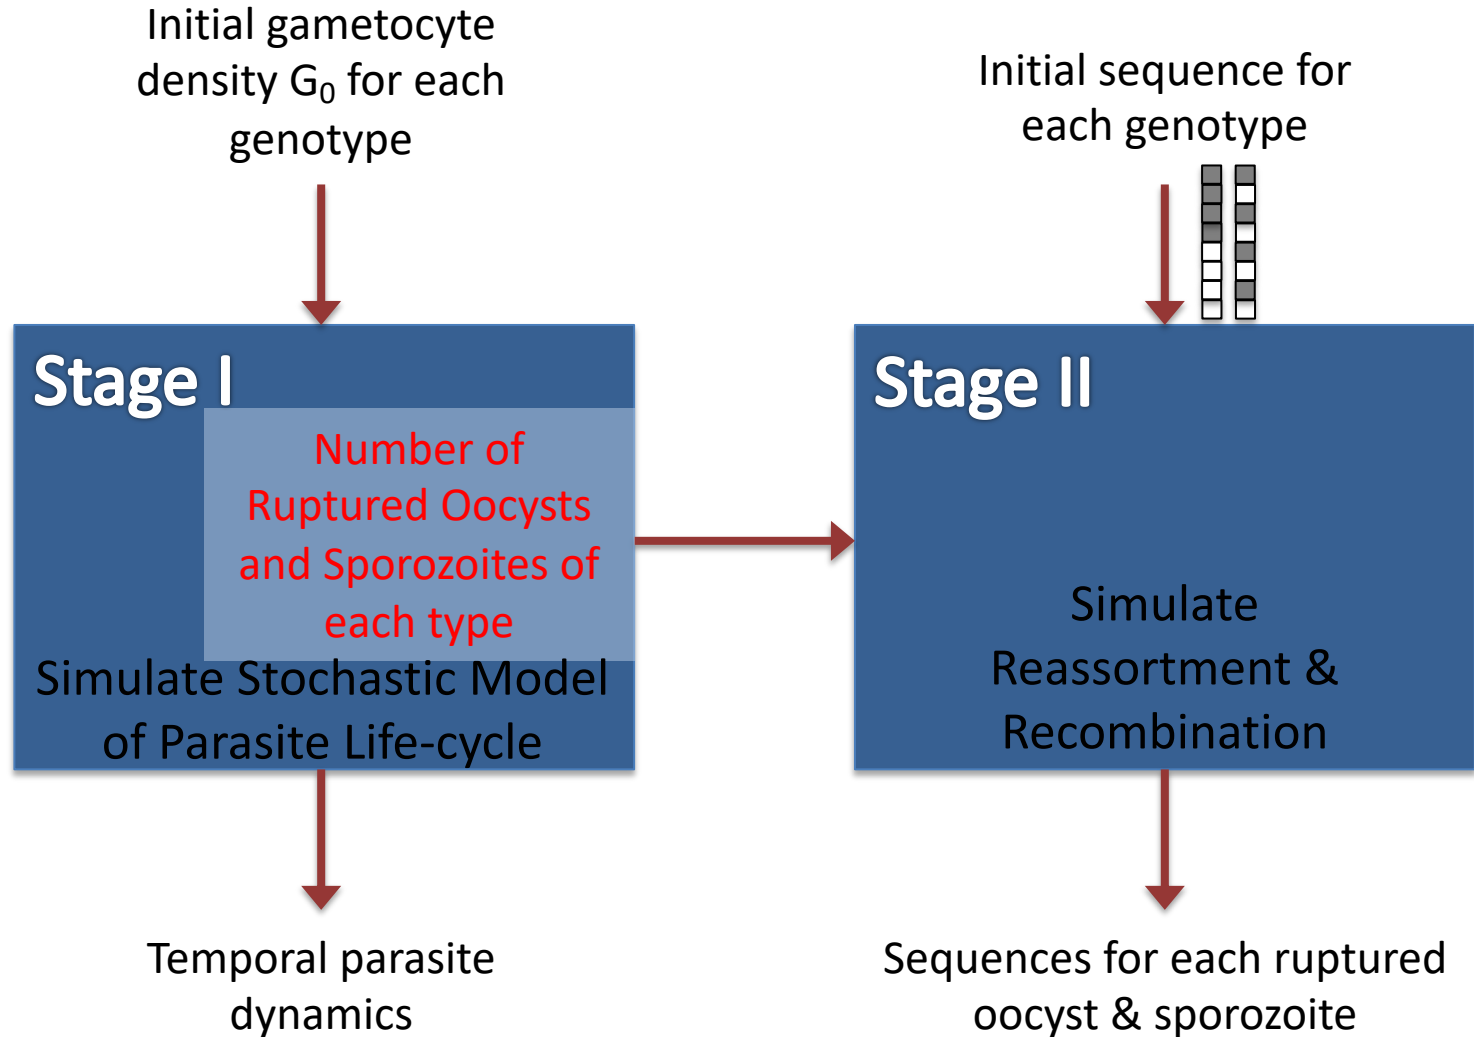 Initial gametocyte
density G₀ for each
genotype
Initial sequence for
each genotype
Stage I
Number of
Ruptured Oocysts
and Sporozoites of
each type
Simulate Stochastic Model
of Parasite Life-cycle
Stage II
Simulate
Reassortment &
Recombination
Temporal parasite
dynamics
Sequences for each ruptured
oocyst & sporozoite